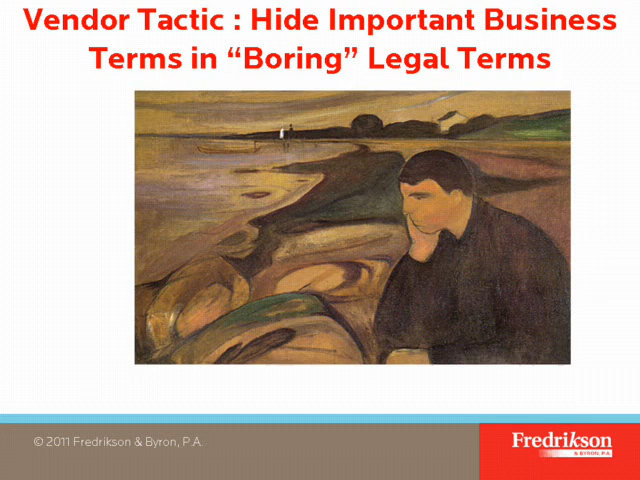 Vendor Tactic : Hide Important Business
Terms in “Boring” Legal Terms
© 2011 Fredrikson & Byron, P.A.
Fredrikson
& BYRON, P.A.